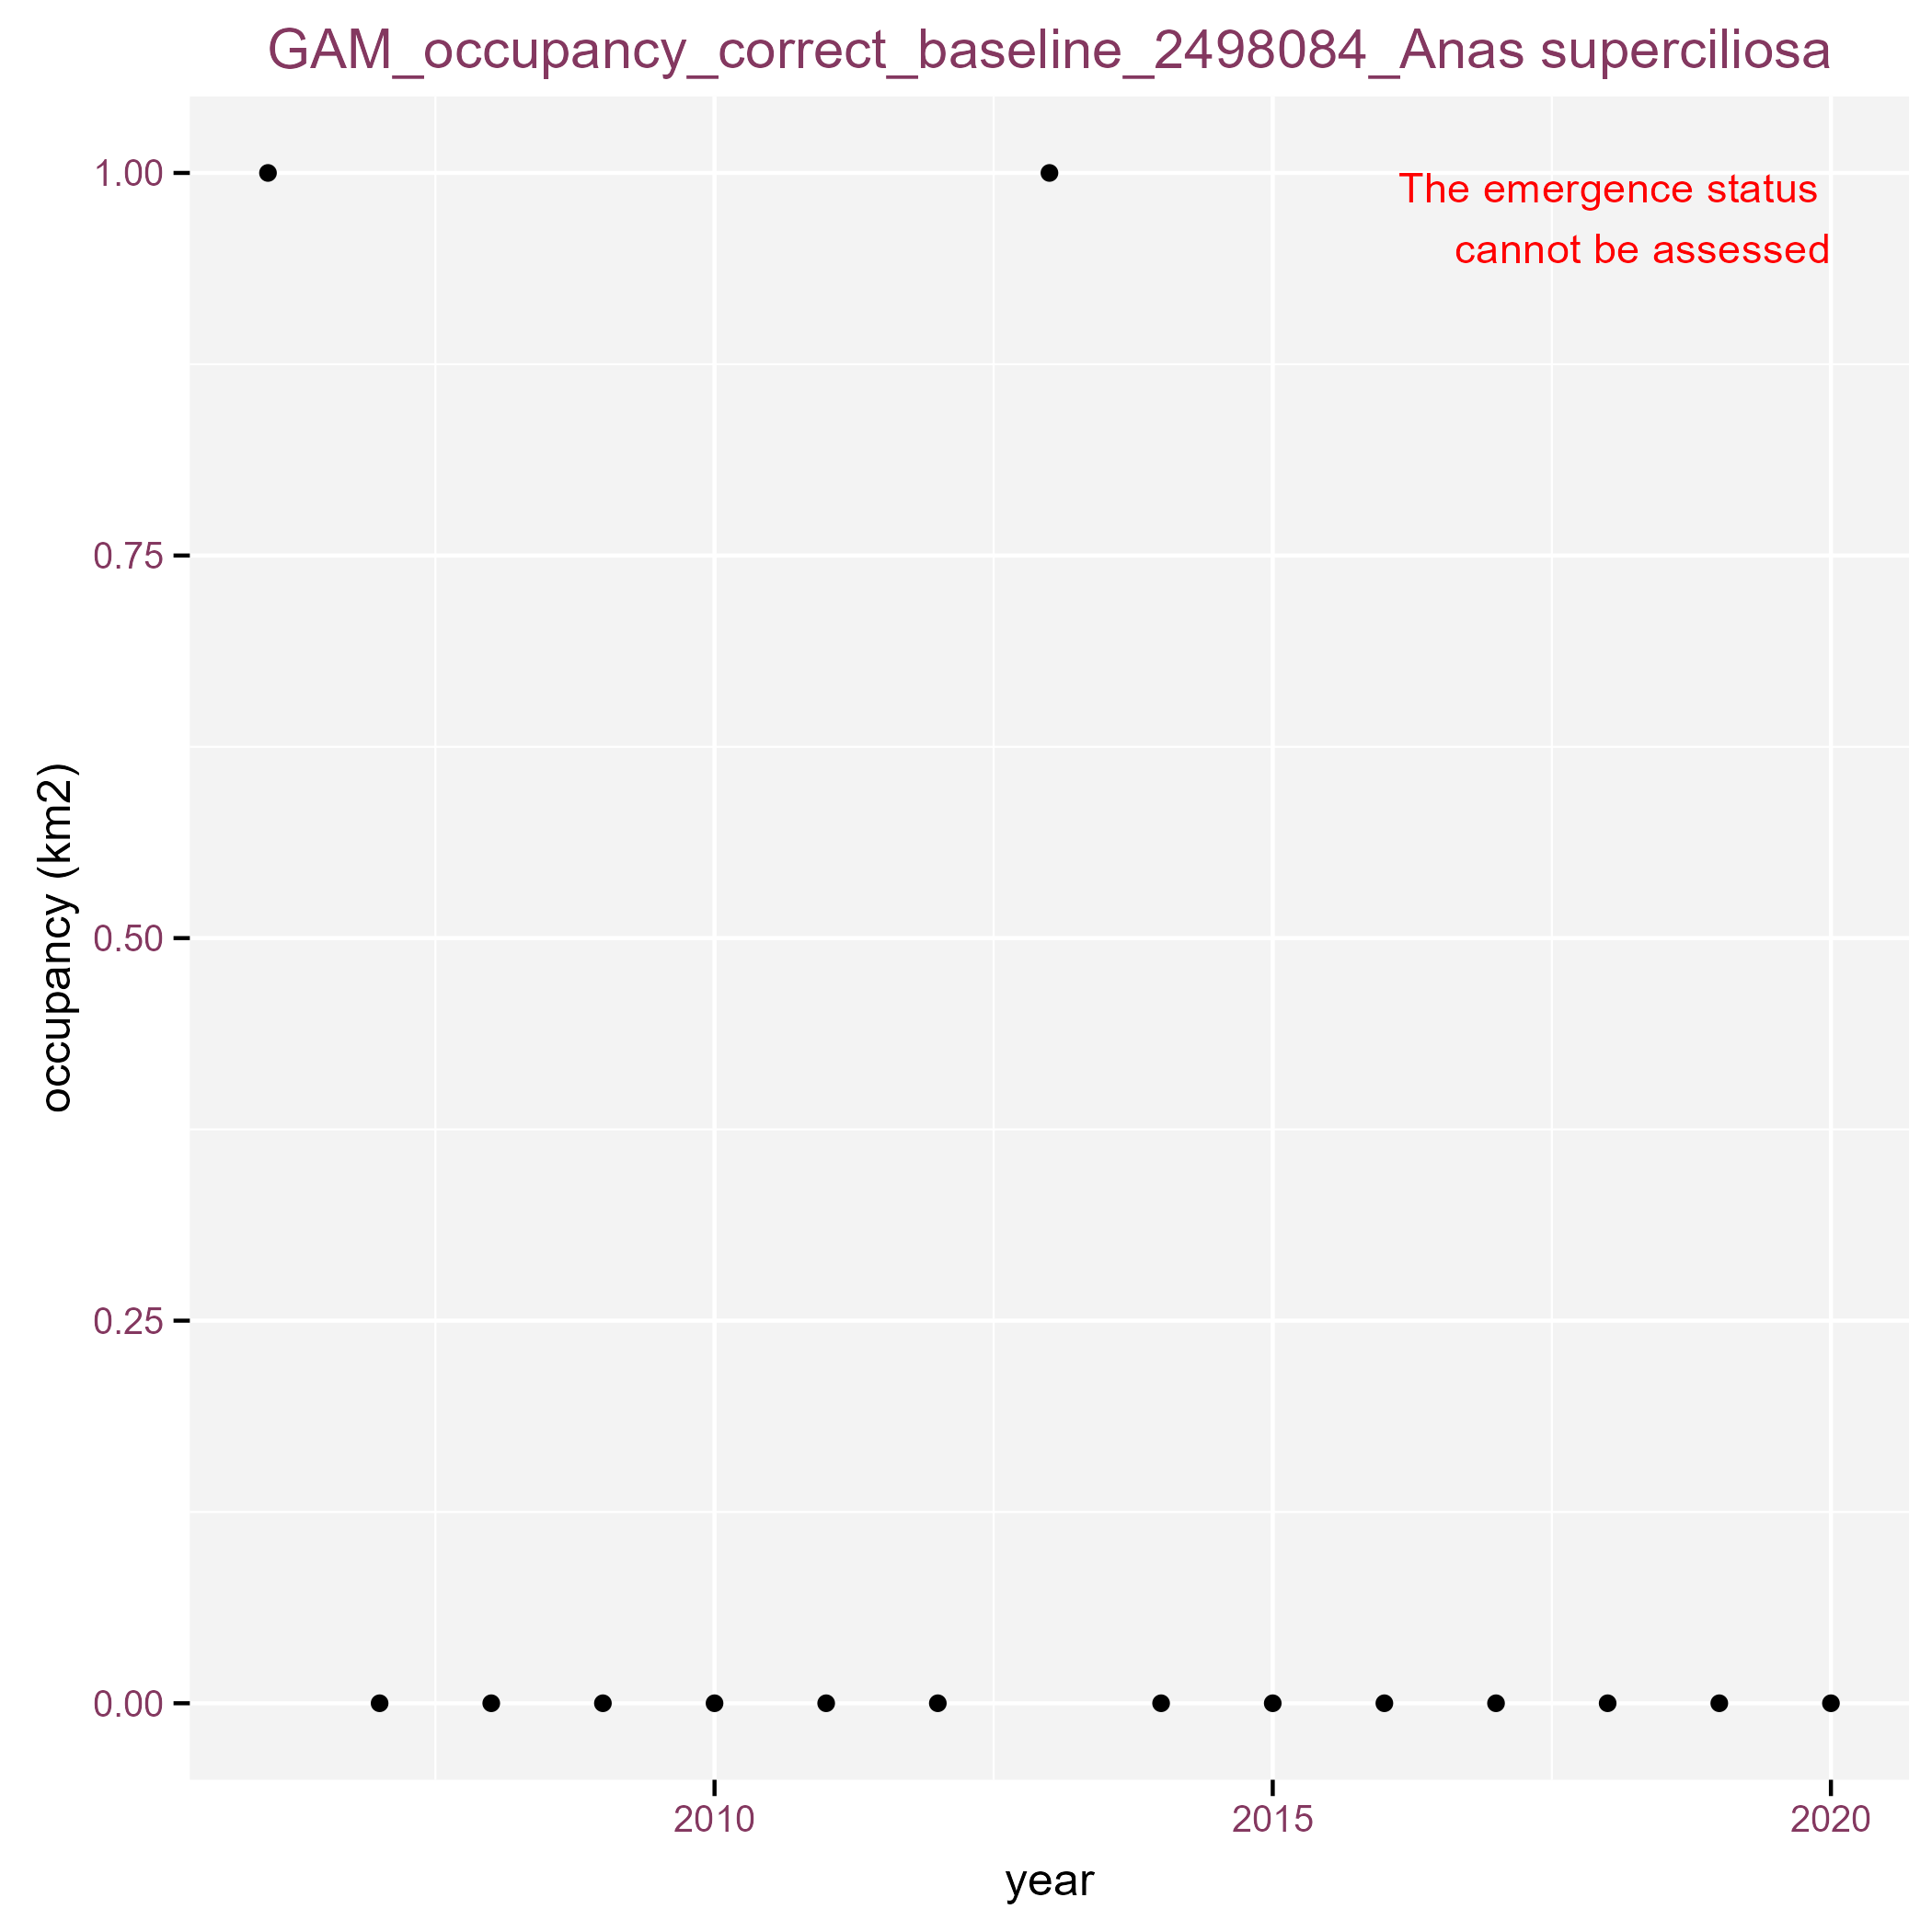 GAM_occupancy_correct_baseline_2498084_Anas superciliosa
The emergence status
cannot be assessed
1.00
0.75
0.50
0.25
0.00
occupancy (km2)
2010
2015
2020
year